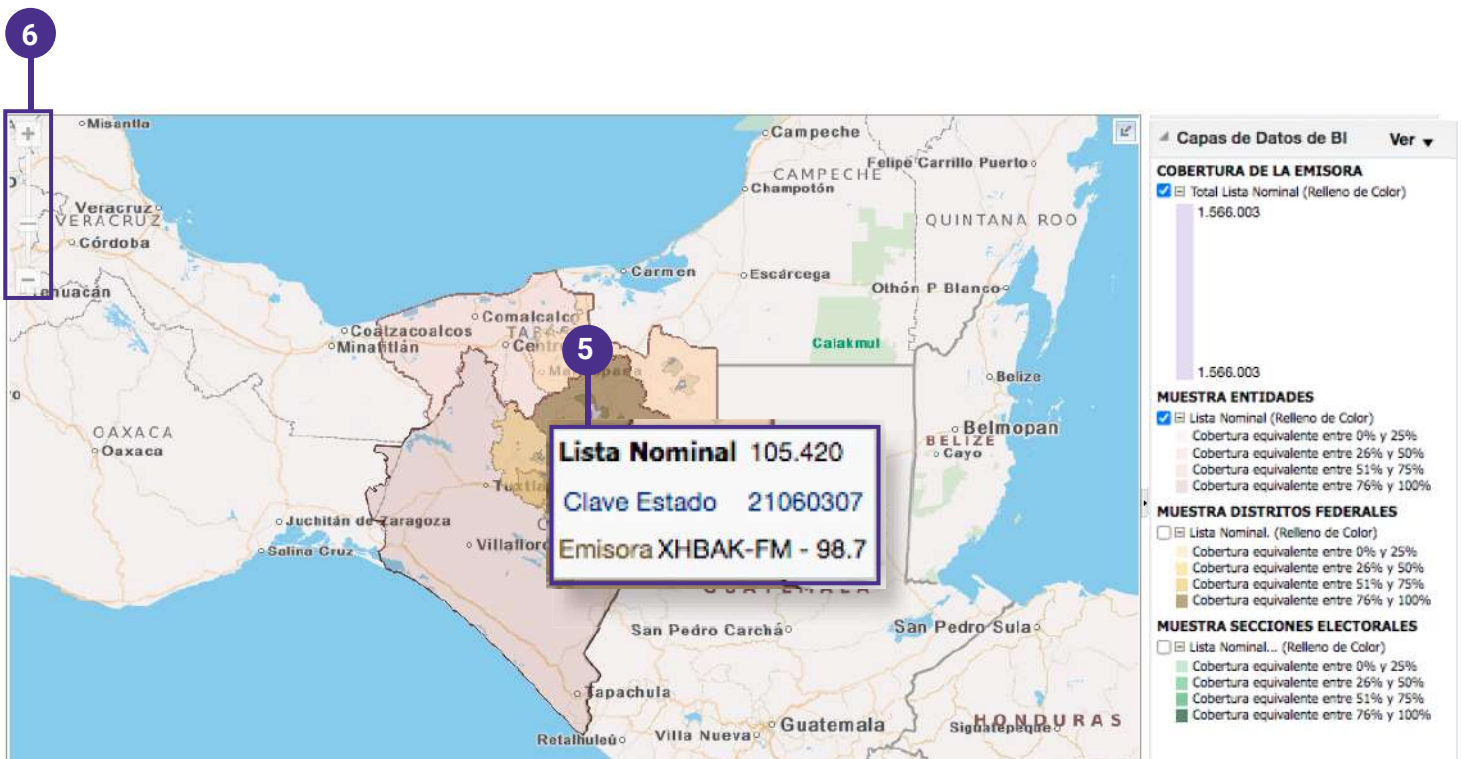 6
Misantla
Campeche
Felipe Carrillo Puerto
CAMPECHE
Champotón
Veracruz
VERACRUZ
QUINTANA ROO
Córdoba
Carmen
Escárcega
Othón P Blanco
Comalcalco
Coatzacoalcos
Minatitlán
5
Calakmul
Belize
OAXACA
Oaxaca
Belmopan
BELIZE
Cayo
Lista Nominal 105.420
Clave Estado 21060307
Emisora XHBAK-FM - 98.7
Juchitán de Zaragoza
Salina Cruz
GUATEMALA
San Pedro Carchá
San Pedro Sula
Tapachula
Guatemala
HONDURAS
Siguatepeque
Retalhuleú
Villa Nueva
Capas de Datos de BI Ver
COBERTURA DE LA EMISORA
Total Lista Nominal (Relleno de Color)
1.566.003
1.566.003
MUESTRA ENTIDADES
Lista Nominal (Relleno de Color)
Cobertura equivalente entre 0% y 25%
Cobertura equivalente entre 26% y 50%
Cobertura equivalente entre 51% y 75%
Cobertura equivalente entre 76% y 100%
MUESTRA DISTRITOS FEDERALES
Lista Nominal. (Relleno de Color)
Cobertura equivalente entre 0% y 25%
Cobertura equivalente entre 26% y 50%
Cobertura equivalente entre 51% y 75%
Cobertura equivalente entre 76% y 100%
MUESTRA SECCIONES ELECTORALES
Lista Nominal... (Relleno de Color)
Cobertura equivalente entre 0% y 25%
Cobertura equivalente entre 26% y 50%
Cobertura equivalente entre 51% y 75%
Cobertura equivalente entre 76% y 100%